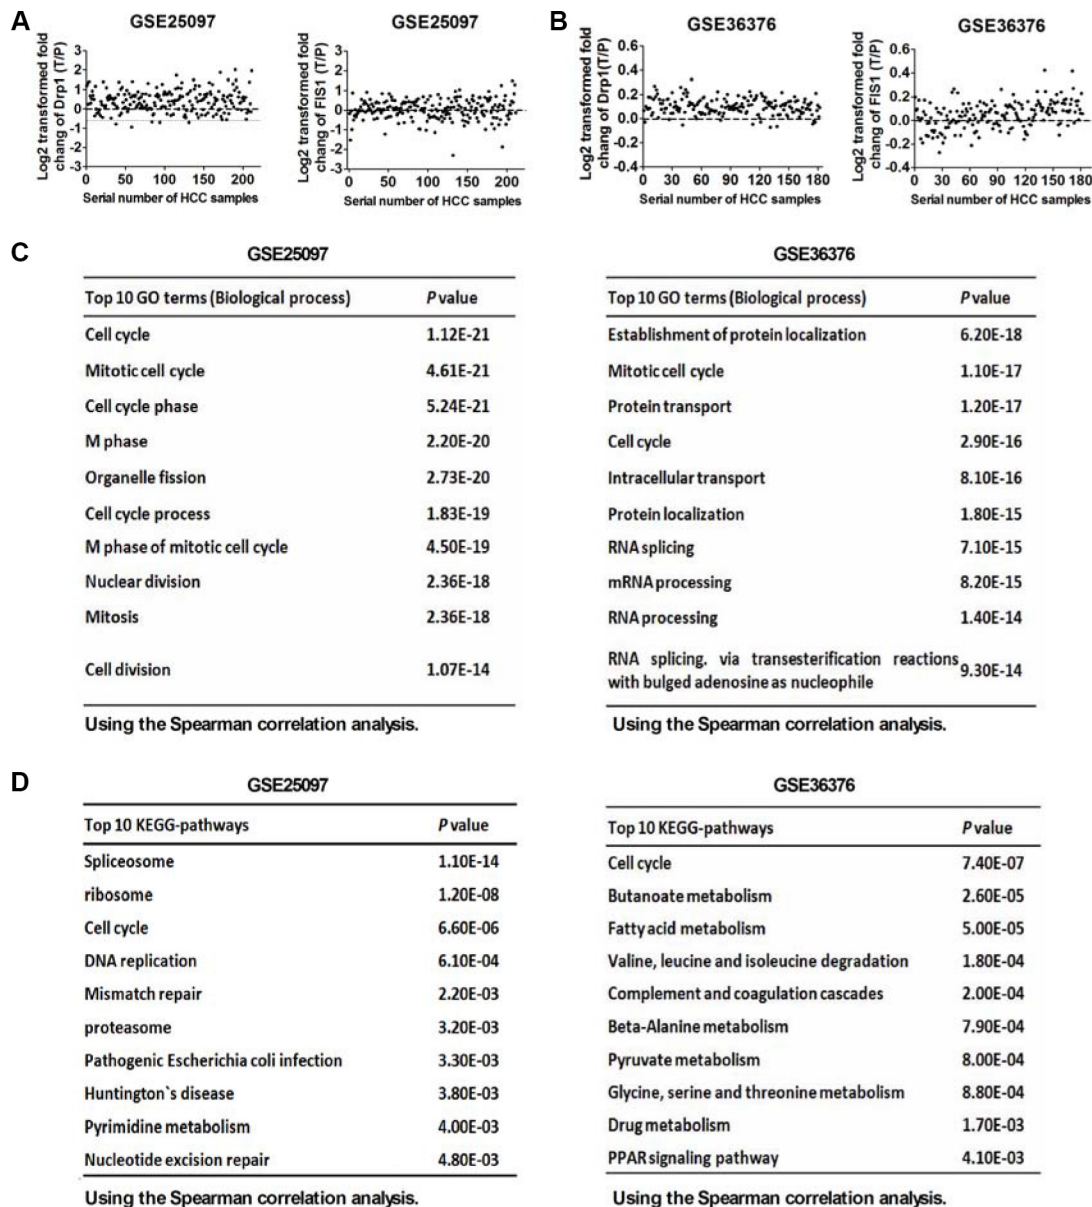 A
GSE25097
Log2 transformed fold
chang of Drp1 (T/P)
3
2
1
0
-1
-2
-3
0 50 100 150 200
Serial number of HCC samples
GSE25097
Log2 transformed fold
chang of FIS1 (T/P)
3
2
1
0
-1
-2
-3
0 50 100 150 200
Serial number of HCC samples
B
GSE36376
Log2 transformed fold
chang of Drp1 (T/P)
0.6
0.4
0.2
0.0
0.2
0.4
0 30 60 90 120 150 180
Serial number of HCC samples
GSE36376
Log2 transformed fold
chang of FIS1 (T/P)
0.6
0.4
0.2
0.0
0.2
0.4
0 30 60 90 120 150 180
Serial number of HCC samples
C
GSE25097
Top 10 GO terms (Biological process) P value
Cell cycle 1.12E-21
Mitotic cell cycle 4.61E-21
Cell cycle phase 5.24E-21
M phase 2.20E-20
Organelle fission 2.73E-20
Cell cycle process 1.83E-19
M phase of mitotic cell cycle 4.50E-19
Nuclear division 2.36E-18
Mitosis 2.36E-18
Cell division 1.07E-14
Using the Spearman correlation analysis.
GSE36376
Top 10 GO terms (Biological process) P value
Establishment of protein localization 6.20E-18
Mitotic cell cycle 1.10E-17
Protein transport 1.20E-17
Cell cycle 2.90E-16
Intracellular transport 8.10E-16
Protein localization 1.80E-15
RNA splicing 7.10E-15
mRNA processing 8.20E-15
RNA processing 1.40E-14
RNA splicing. via transesterification reactions
with bulged adenosine as nucleophile 9.30E-14
Using the Spearman correlation analysis.
D
GSE25097
Top 10 KEGG-pathways P value
Spliceosome 1.10E-14
ribosome 1.20E-08
Cell cycle 6.60E-06
DNA replication 6.10E-04
Mismatch repair 2.20E-03
proteasome 3.20E-03
Pathogenic Escherichia coli infection 3.30E-03
Huntington`s disease 3.80E-03
Pyrimidine metabolism 4.00E-03
Nucleotide excision repair 4.80E-03
Using the Spearman correlation analysis.
GSE36376
Top 10 KEGG-pathways P value
Cell cycle 7.40E-07
Butanoate metabolism 2.60E-05
Fatty acid metabolism 5.00E-05
Valine, leucine and isoleucine degradation 1.80E-04
Complement and coagulation cascades 2.00E-04
Beta-Alanine metabolism 7.90E-04
Pyruvate metabolism 8.00E-04
Glycine, serine and threonine metabolism 8.80E-04
Drug metabolism 1.70E-03
PPAR signaling pathway 4.10E-03
Using the Spearman correlation analysis.